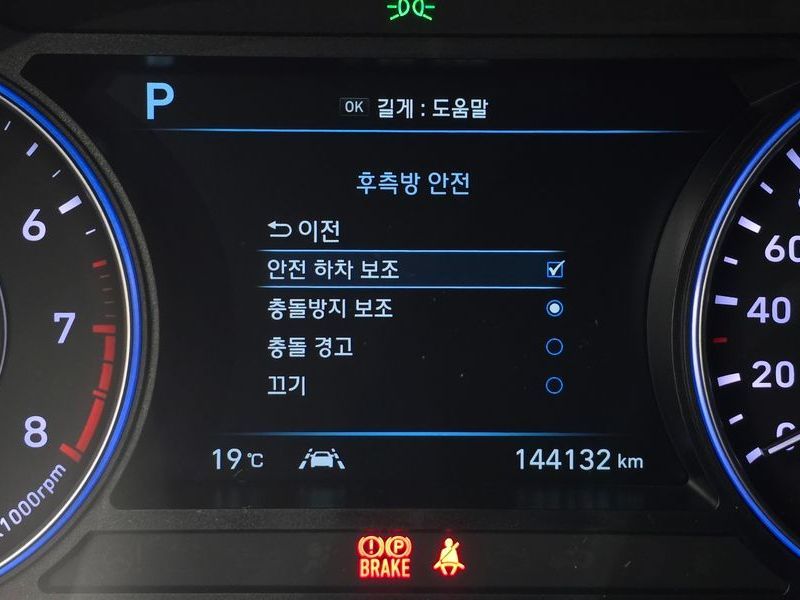 P
OK 길게 : 도움말
후측방 안전
이전
안전 하차 보조
충돌방지 보조
충돌 경고
끄기
19℃
144132 km
6
7
8
x1000rpm
60
40
20
0
P
BRAKE